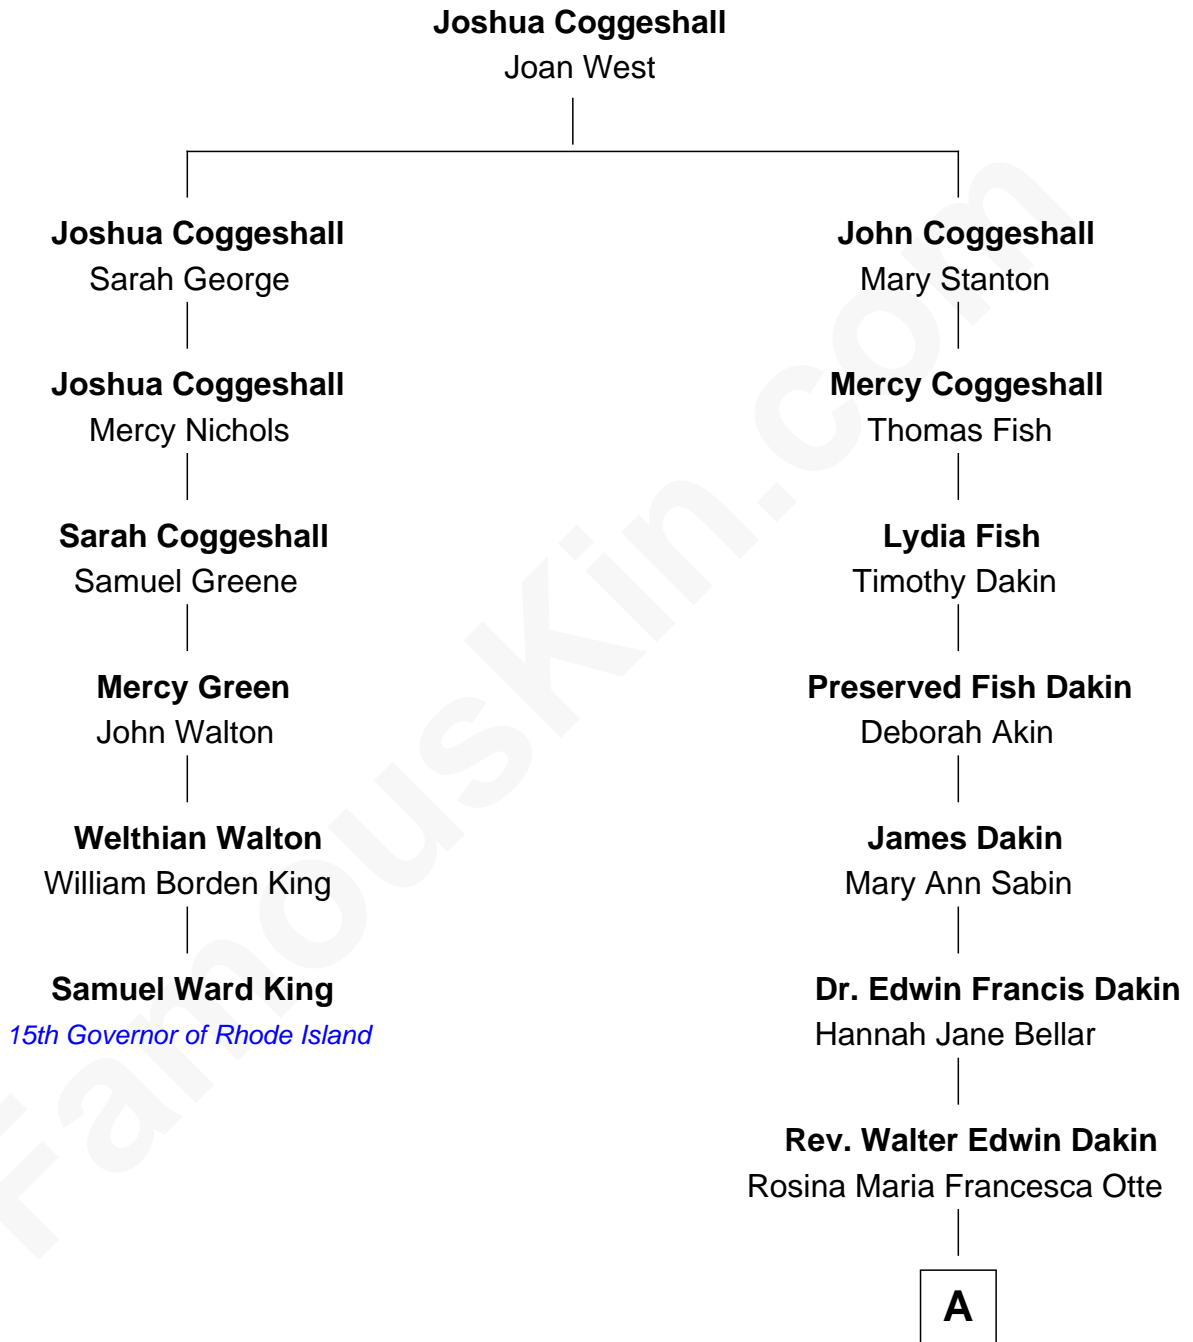 Joshua Coggeshall
Joan West
Joshua Coggeshall
Sarah George
Joshua Coggeshall
Mercy Nichols
Sarah Coggeshall
Samuel Greene
Mercy Green
John Walton
Welthian Walton
William Borden King
Samuel Ward King
15th Governor of Rhode Island
John Coggeshall
Mary Stanton
Mercy Coggeshall
Thomas Fish
Lydia Fish
Timothy Dakin
Preserved Fish Dakin
Deborah Akin
James Dakin
Mary Ann Sabin
Dr. Edwin Francis Dakin
Hannah Jane Bellar
Rev. Walter Edwin Dakin
Rosina Maria Francesca Otte
A
FamousKin.com